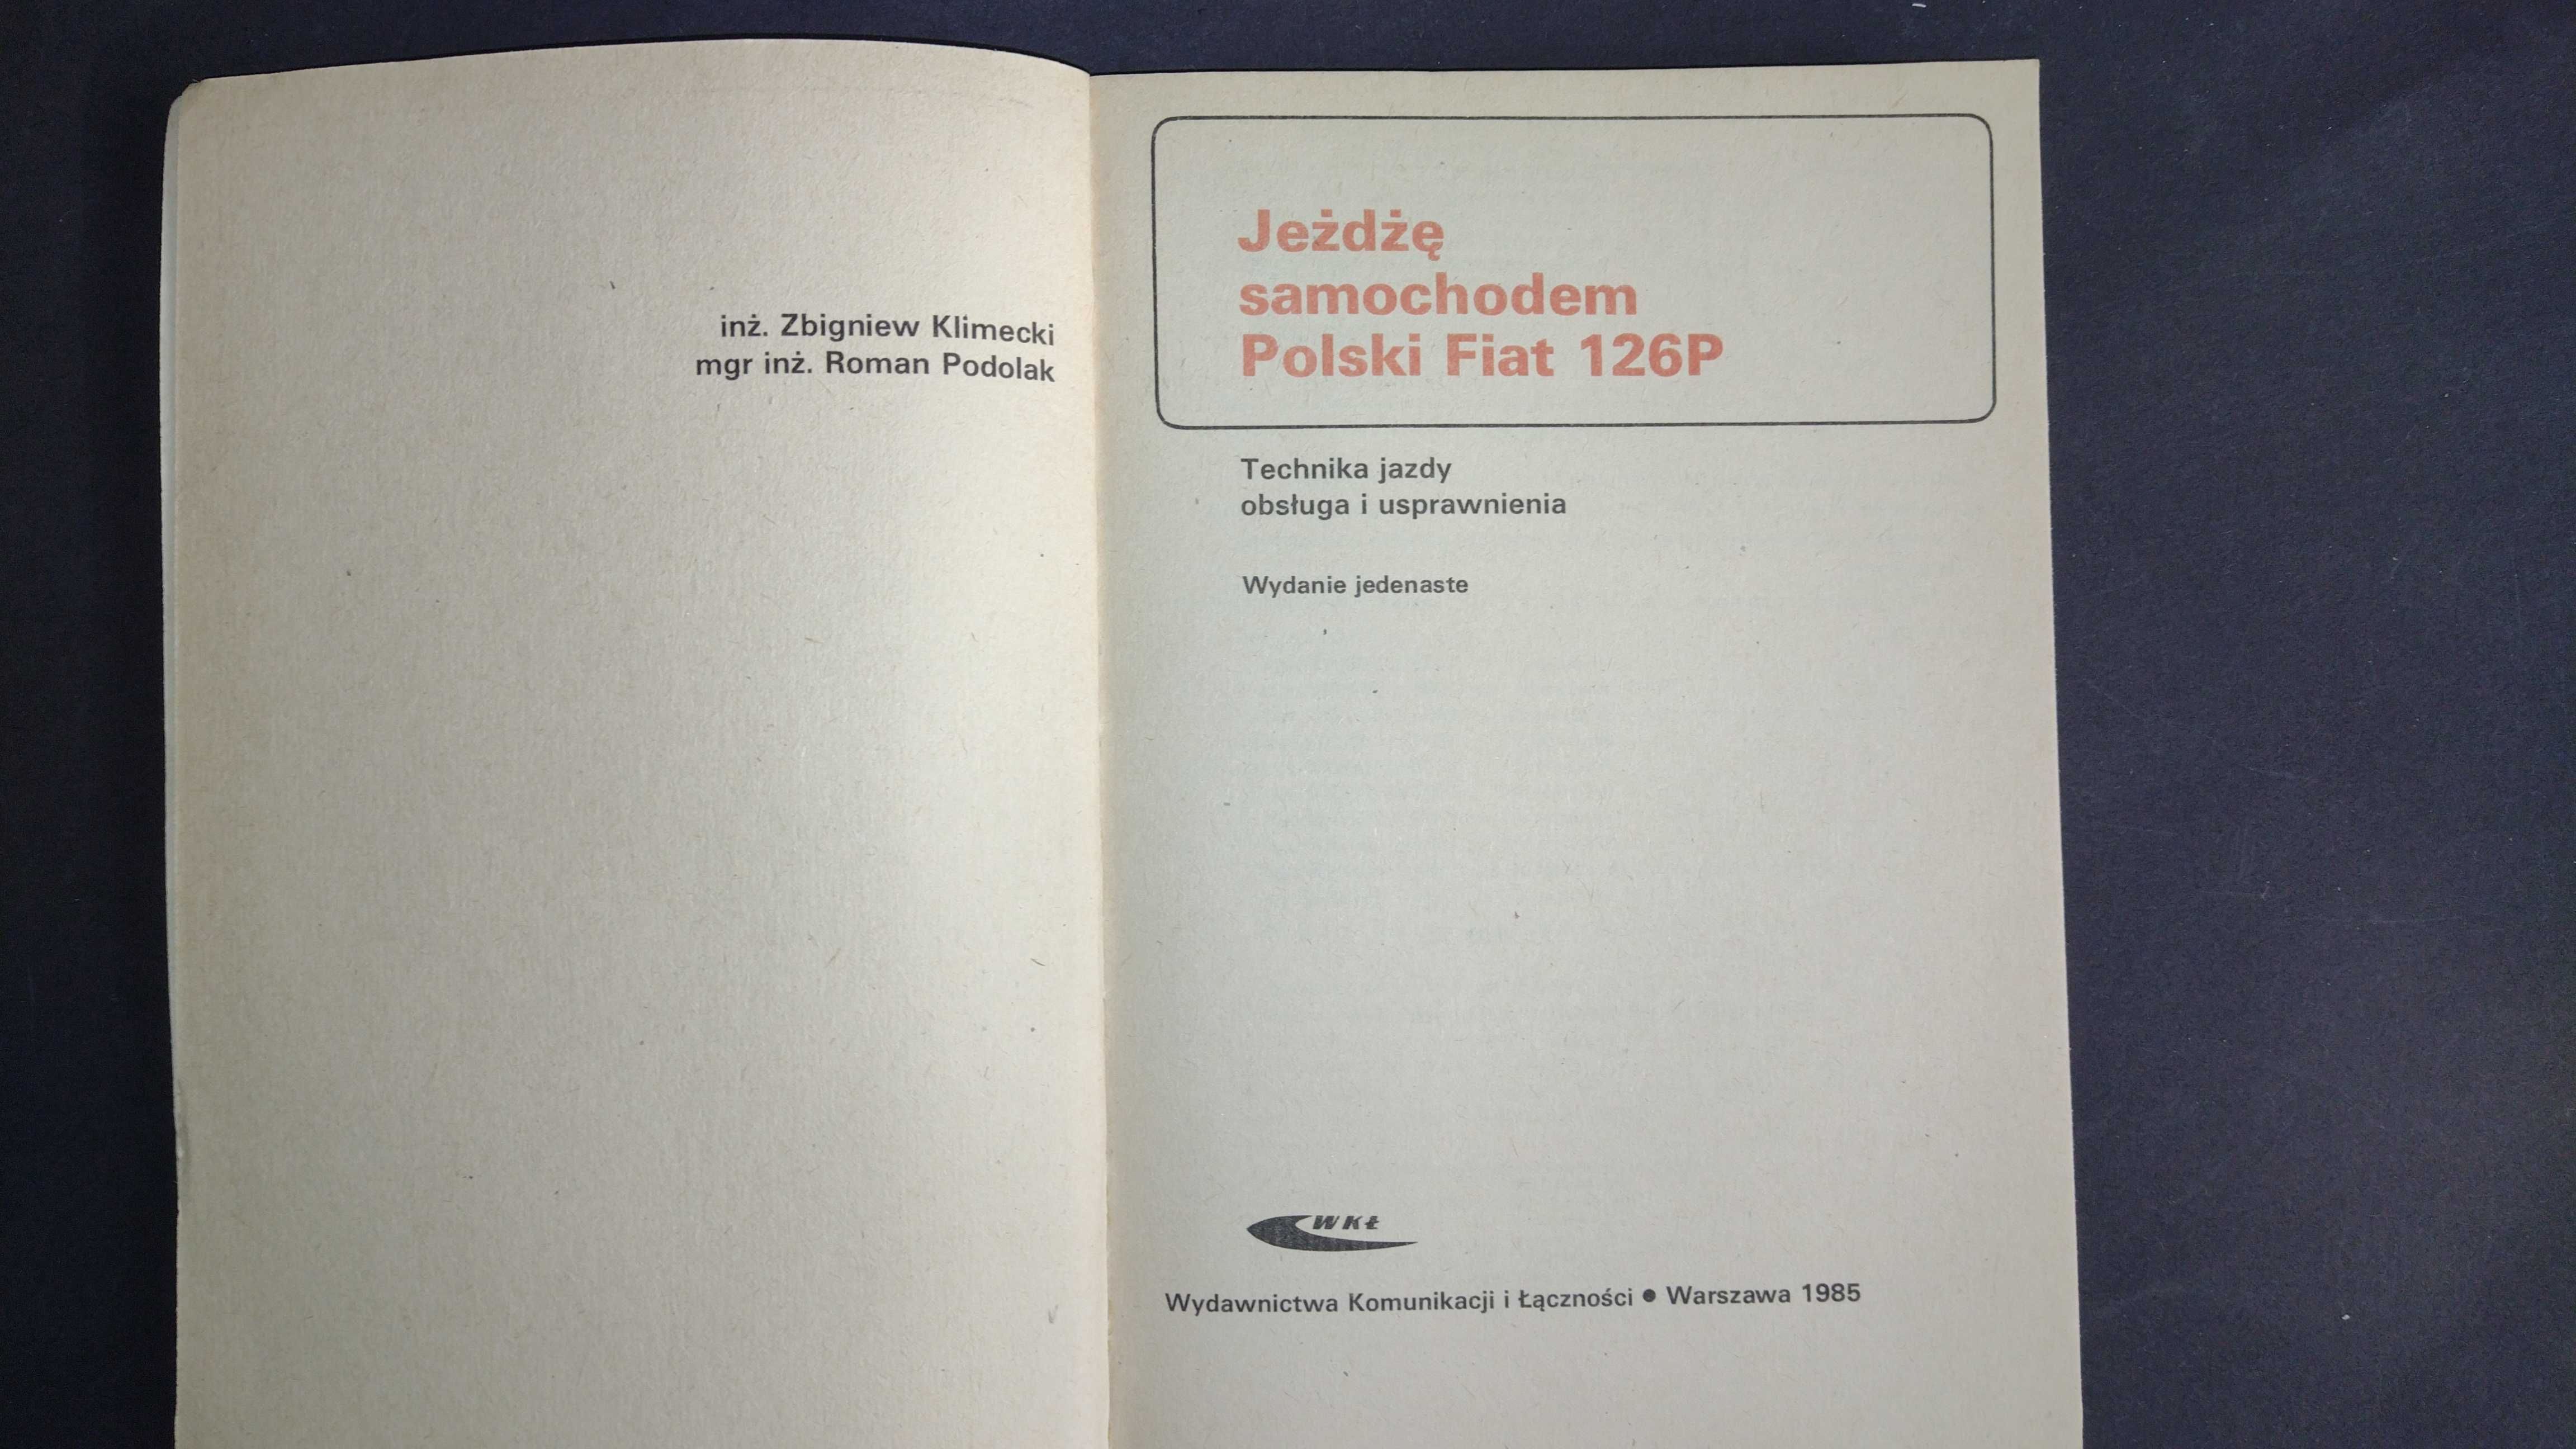 inż. Zbigniew Klimecki
mgr inż. Roman Podolak
Jeżdżę
samochodem
Polski Fiat 126P
Technika jazdy
obsługa i usprawnienia
Wydanie jedenaste
WKŁ
Wydawnictwa Komunikacji i Łączności ● Warszawa 1985